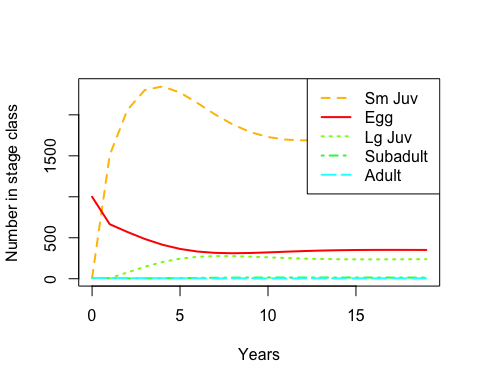 Number in stage class
1500
500
0
Sm Juv
Egg
Lg Juv
Subadult
Adult
0 5 10 15
Years